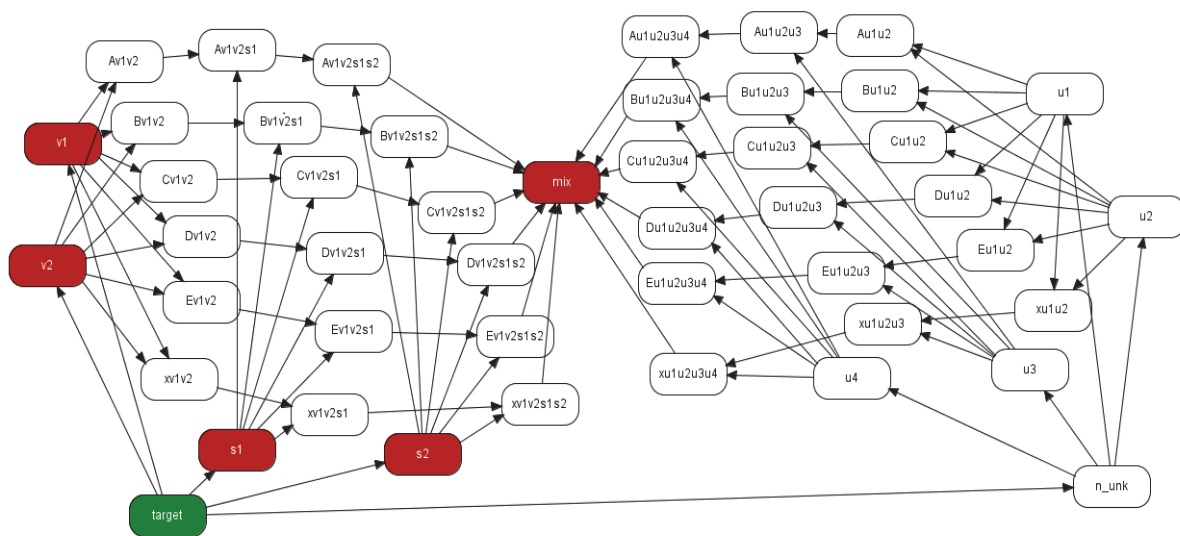 Av1v2
Av1v2s1
Av1v2s1s2
Au1u2u3u4
Au1u2u3
Au1u2
v1
Bv1v2
Bv1v2s1
Bv1v2s1s2
Bu1u2u3u4
Bu1u2u3
Bu1u2
u1
Cv1v2
Cv1v2s1
Cv1v2s1s2
mix
Cu1u2u3u4
Cu1u2u3
Cu1u2
v2
Dv1v2
Dv1v2s1
Dv1v2s1s2
Du1u2u3u4
Du1u2u3
Du1u2
u2
Ev1v2
Ev1v2s1
Ev1v2s1s2
Eu1u2u3u4
Eu1u2u3
Eu1u2
xv1v2
xv1v2s1
xv1v2s1s2
xu1u2u3u4
xu1u2u3
xu1u2
s1
s2
u4
u3
target
n_unk